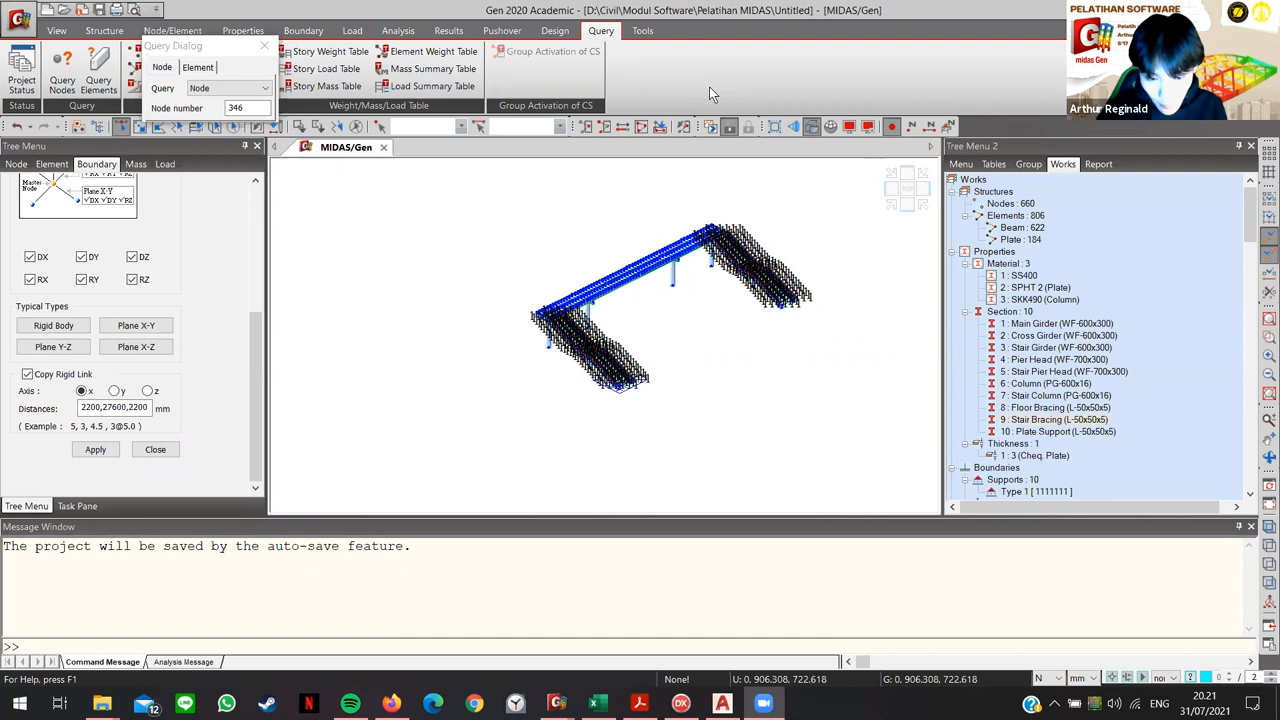 Gen 2020 Academic - [D:\Civil\Modul Software\Pelatihan MIDAS\Untitled] - [MIDAS/Gen]
View Structure Node/Element Properties Boundary Load Analysis Results Pushover Design Query Tools
Query Dialog
Node Element
Query Node
Node number 346
Project Status
Query Nodes
Query Elements
Story Weight Table
Story Load Table
Story Mass Table
Element Weight Table
Mass Summary Table
Load Summary Table
Group Activation of CS
Status Query Weight/Mass/Load Table Group Activation of CS
PELATIHAN SOFTWARE
midas Gen
Arthur Reginald
Tree Menu
Node Element Boundary Mass Load
Master Node
Plane X-Y
√DX √DY √RZ
DX DY DZ
RX RY RZ
Typical Types
Rigid Body Plane X-Y
Plane Y-Z Plane X-Z
Copy Rigid Link
Axis : x y z
Distances: 2200,27600,2200 mm
( Example : 5, 3, 4.5 , 3@5.0 )
Apply Close
Tree Menu Task Pane
MIDAS/Gen
TOP
Tree Menu 2
Menu Tables Group Works Report
Works
Structures
Nodes : 660
Elements : 806
Beam : 622
Plate : 184
Properties
Material : 3
1 : SS400
2 : SPHT 2 (Plate)
3 : SKK490 (Column)
Section : 10
1 : Main Girder (WF-600x300)
2 : Cross Girder (WF-600x300)
3 : Stair Girder (WF-600x300)
4 : Pier Head (WF-700x300)
5 : Stair Pier Head (WF-700x300)
6 : Column (PG-600x16)
7 : Stair Column (PG-600x16)
8 : Floor Bracing (L-50x50x5)
9 : Stair Bracing (L-50x50x5)
10 : Plate Support (L-50x50x5)
Thickness : 1
1 : 3 (Cheq. Plate)
Boundaries
Supports : 10
Type 1 [ 1111111 ]
Message Window
The project will be saved by the auto-save feature.
>>
Command Message Analysis Message
For Help, press F1
None!
U: 0, 906.308, 722.618
G: 0, 906.308, 722.618
N mm
/ 2
12
ENG
20.21
31/07/2021